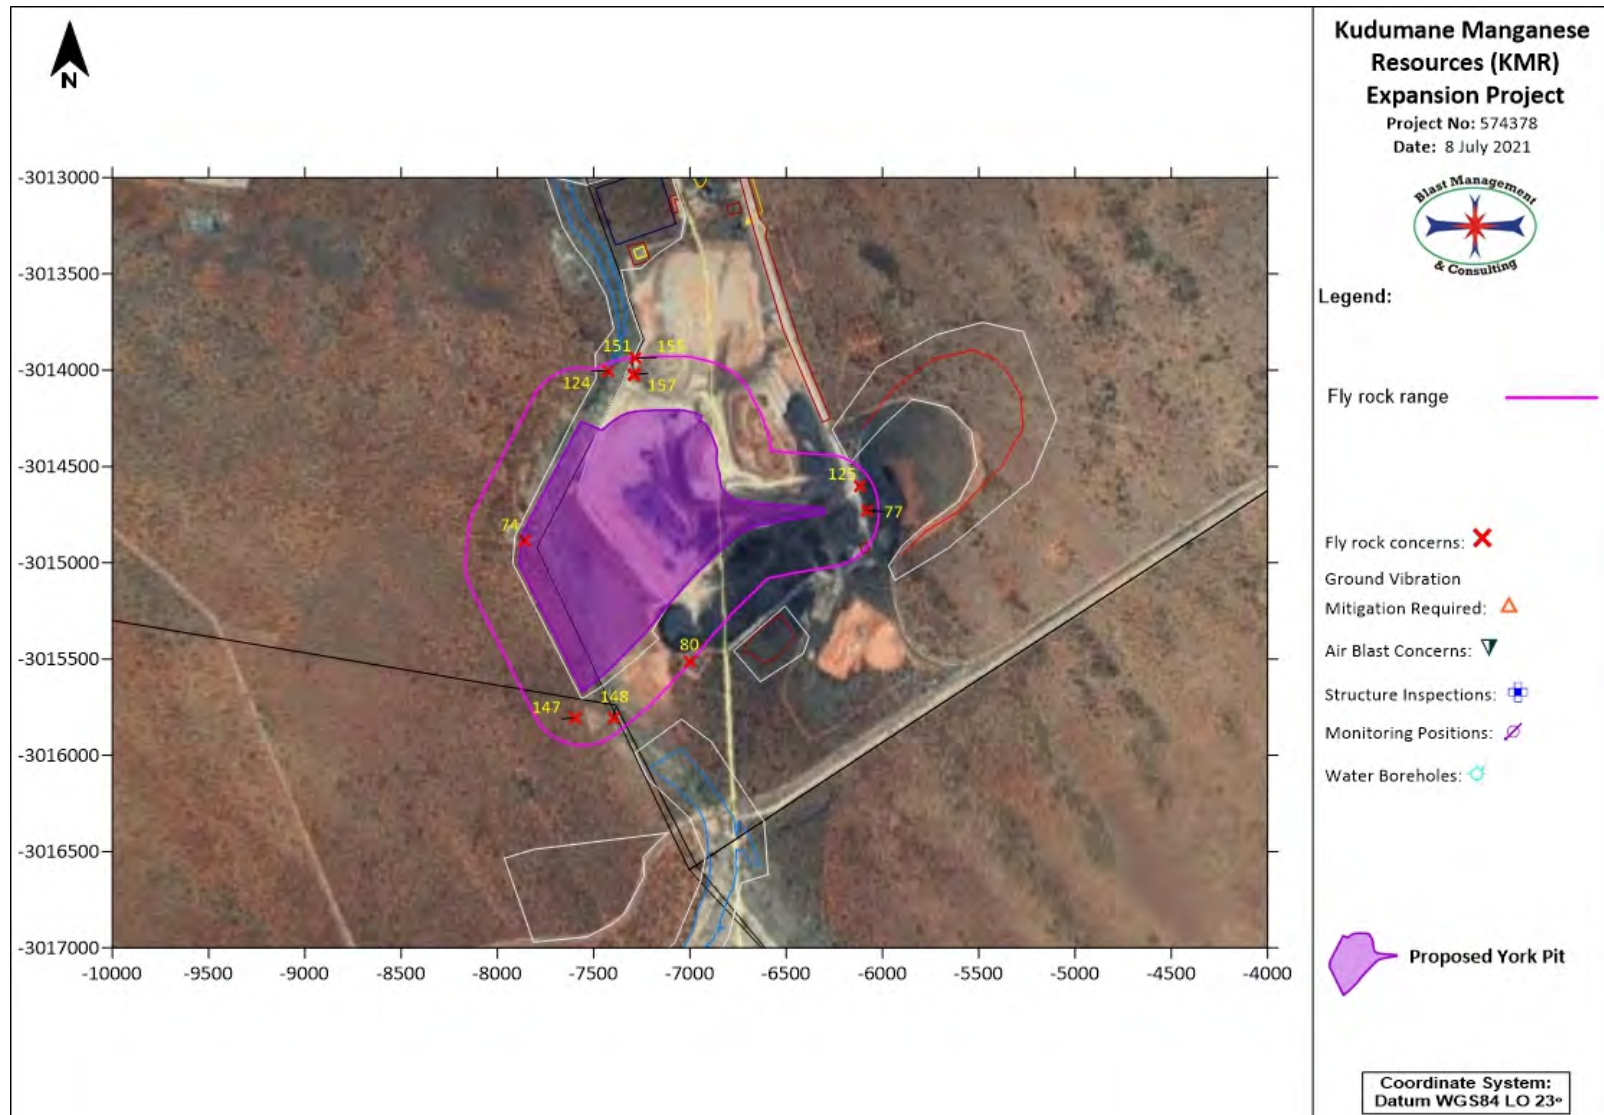 N
Kudumane Manganese
Resources (KMR)
Expansion Project
Project No: 574378
Date: 8 July 2021
Blast Management
& Consulting
Legend:
Fly rock range
Fly rock concerns:
Ground Vibration
Mitigation Required:
Air Blast Concerns:
Structure Inspections:
Monitoring Positions:
Water Boreholes:
Proposed York Pit
Coordinate System:
Datum WGS84 LO 23°
-3013000
-3013500
-3014000
-3014500
-3015000
-3015500
-3016000
-3016500
-3017000
-10000 -9500 -9000 -8500 -8000 -7500 -7000 -6500 -6000 -5500 -5000 -4500 -4000
151 155
124 157
125
77
74
80
148
147